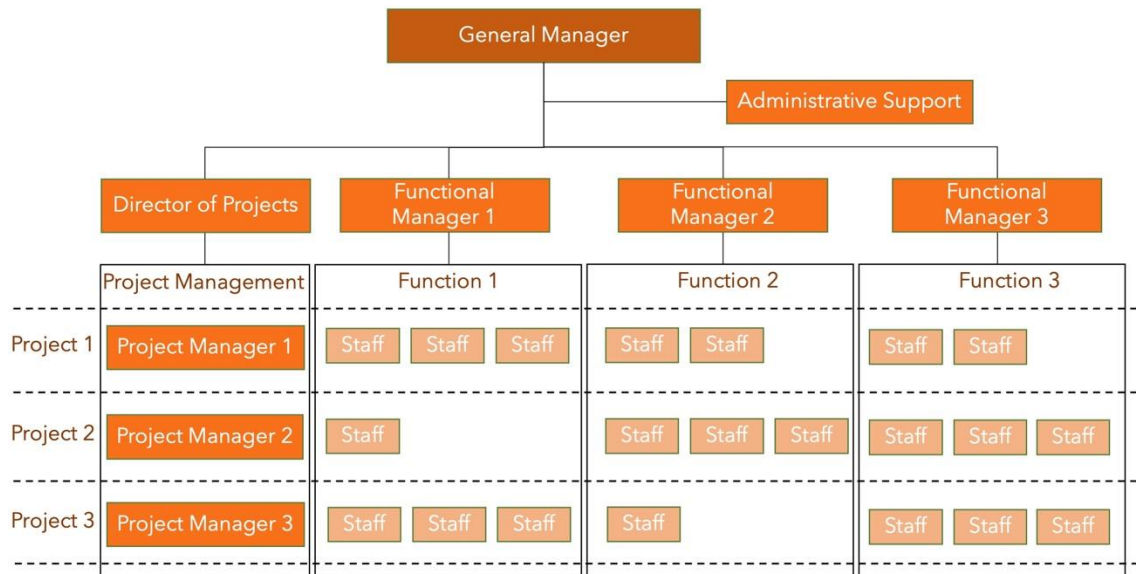 General Manager
Administrative Support
Director of Projects
Functional
Manager 1
Functional
Manager 2
Functional
Manager 3
Project Management
Function 1
Function 2
Function 3
Project 1
Project Manager 1
Staff Staff Staff
Staff Staff
Staff Staff
Project 2
Project Manager 2
Staff
Staff Staff Staff
Staff Staff Staff
Project 3
Project Manager 3
Staff Staff Staff
Staff
Staff Staff Staff